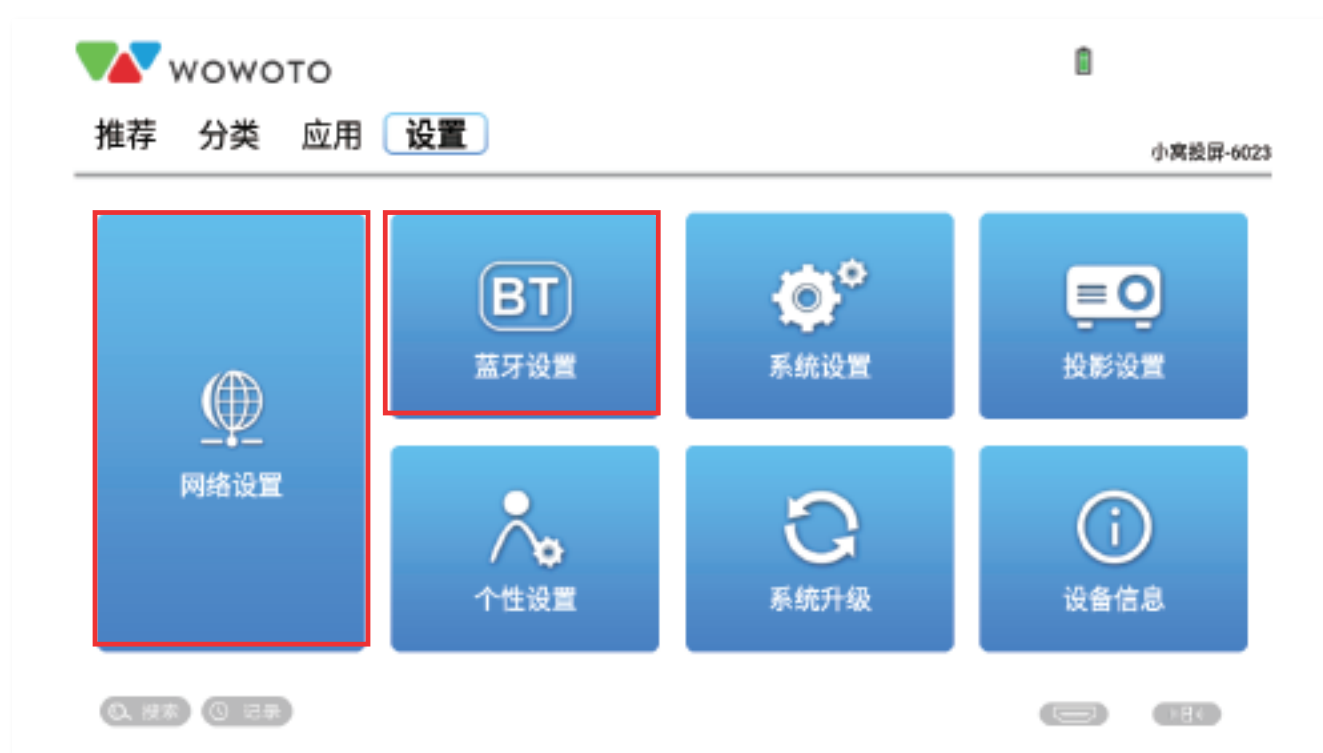 WOWOTO
推荐 分类 应用 设置
小窝投屏-6023
BT
蓝牙设置
系统设置
投影设置
网络设置
个性设置
系统升级
设备信息
搜索 记录